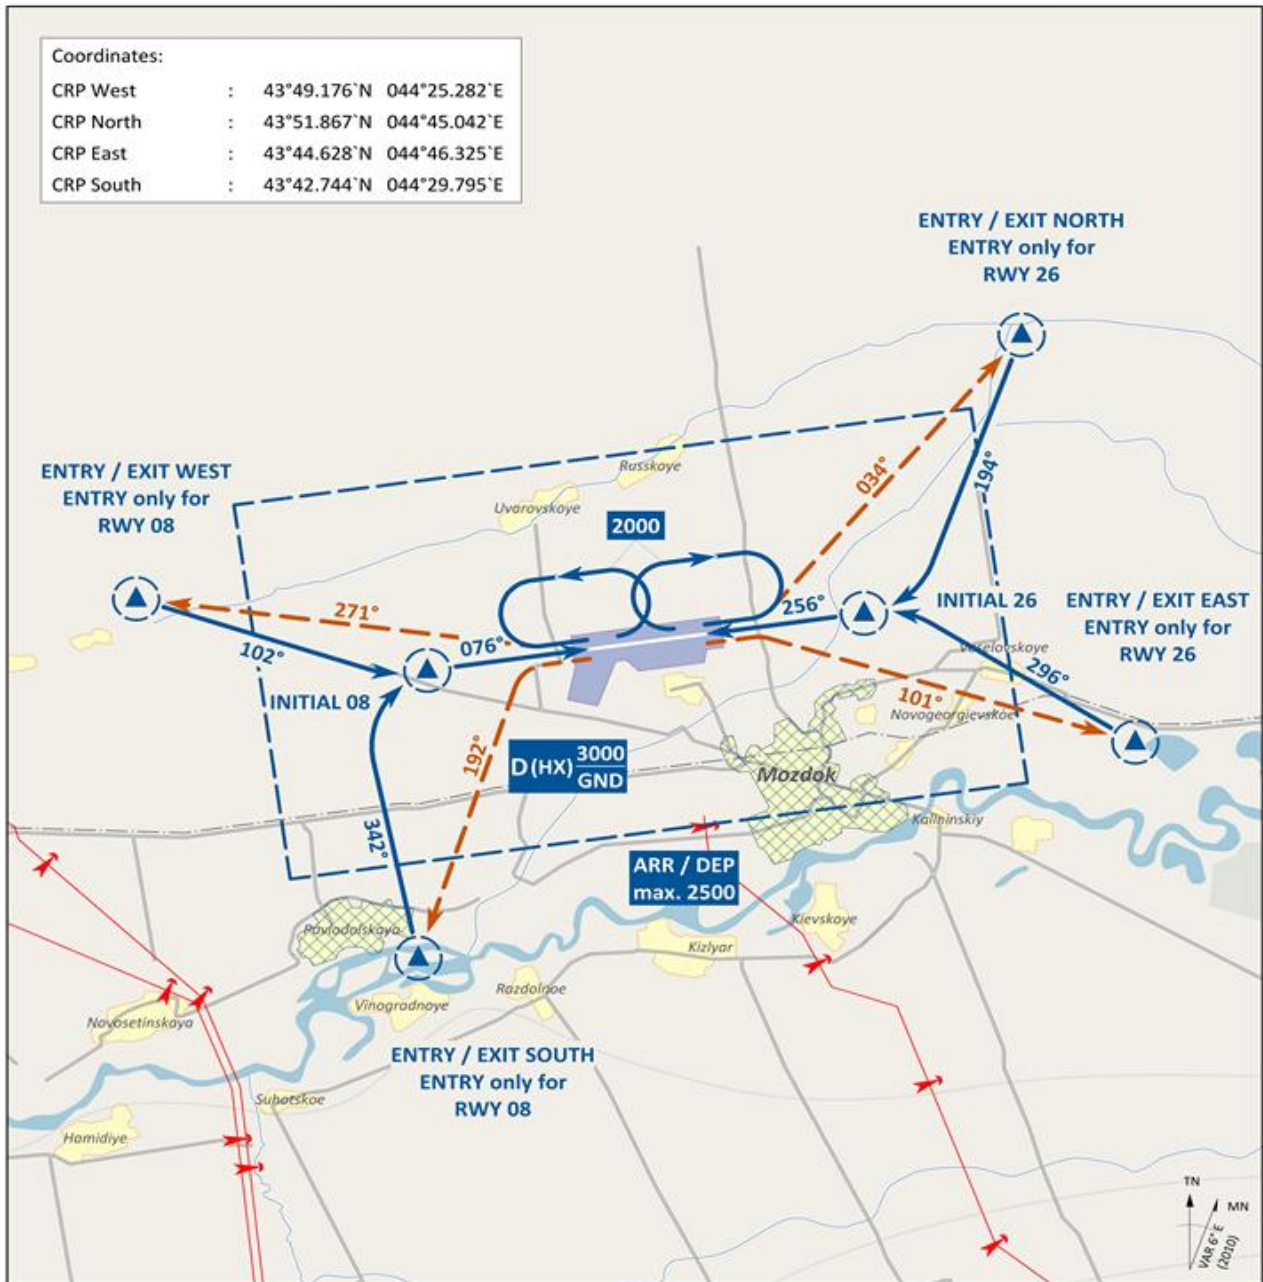 Coordinates:
CRP West : 43°49.176`N 044°25.282`E
CRP North : 43°51.867`N 044°45.042`E
CRP East : 43°44.628`N 044°46.325`E
CRP South : 43°42.744`N 044°29.795`E
ENTRY / EXIT NORTH
ENTRY only for
RWY 26
Russkoye
ENTRY / EXIT WEST
ENTRY only for
RWY 08
034°
194°
Uvarovskoye
2000
271°
256°
INITIAL 26
ENTRY / EXIT EAST
ENTRY only for
RWY 26
102°
076°
Veselovskoye
296°
INITIAL 08
101°
Novogeorgievskoe
192°
D (HX) 3000
GND
Mozdok
342°
Kalininskiy
ARR / DEP
max. 2500
Pavlodolskaya
Kievskoye
Kizlyar
Razdolnoe
Vinogradnoye
Novosetinskaya
ENTRY / EXIT SOUTH
ENTRY only for
RWY 08
Suhotskoe
Hamidiye
TN
MN
VAR 6° E
(2010)